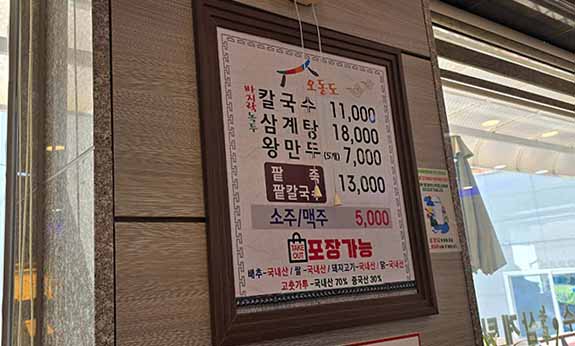 오동도
바지락 칼국수 11,000
녹두 삼계탕 18,000
왕만두 (5개) 7,000
팥죽
팥칼국수 13,000
소주/맥주 5,000
TAKE OUT 포장가능
배추-국내산 / 쌀-국내산 / 돼지고기-국내산 / 닭-국내산
고춧가루-국내산 70% 중국산 30%